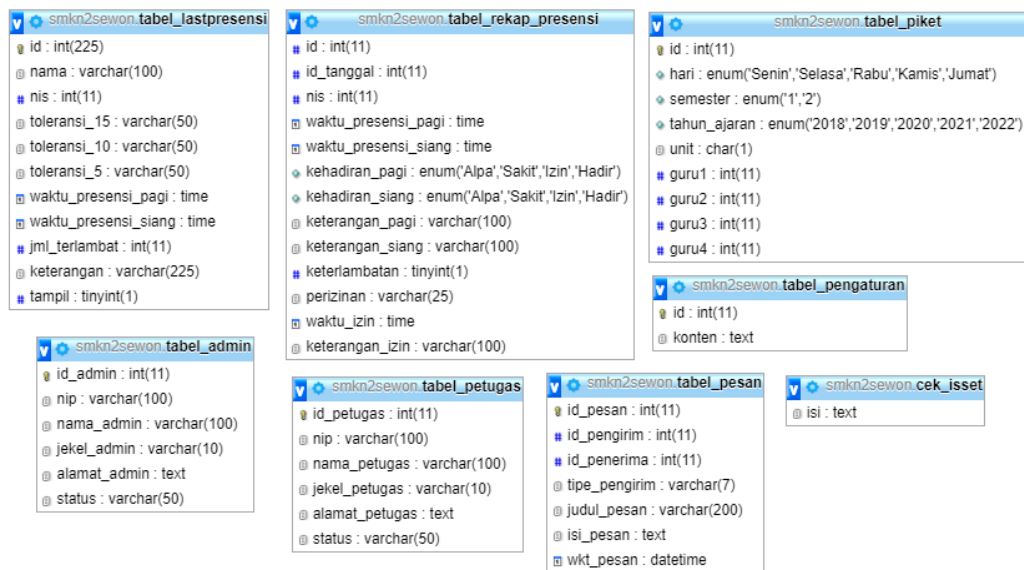 smkn2sewon.tabel_lastpresensi
id : int(225)
nama : varchar(100)
nis : int(11)
toleransi_15 : varchar(50)
toleransi_10 : varchar(50)
toleransi_5 : varchar(50)
waktu_presensi_pagi : time
waktu_presensi_siang : time
jml_terlambat : int(11)
keterangan : varchar(225)
tampil : tinyint(1)
smkn2sewon.tabel_rekap_presensi
id : int(11)
id_tanggal : int(11)
nis : int(11)
waktu_presensi_pagi : time
waktu_presensi_siang : time
kehadiran_pagi : enum('Alpa','Sakit','Izin','Hadir')
kehadiran_siang : enum('Alpa','Sakit','Izin','Hadir')
keterangan_pagi : varchar(100)
keterangan_siang : varchar(100)
keterlambatan : tinyint(1)
perizinan : varchar(25)
waktu_izin : time
keterangan_izin : varchar(100)
smkn2sewon.tabel_piket
id : int(11)
hari : enum('Senin','Selasa','Rabu','Kamis','Jumat')
semester : enum('1','2')
tahun_ajaran : enum('2018','2019','2020','2021','2022')
unit : char(1)
guru1 : int(11)
guru2 : int(11)
guru3 : int(11)
guru4 : int(11)
smkn2sewon.tabel_pengaturan
id : int(11)
konten : text
smkn2sewon.tabel_admin
id_admin : int(11)
nip : varchar(100)
nama_admin : varchar(100)
jekel_admin : varchar(10)
alamat_admin : text
status : varchar(50)
smkn2sewon.tabel_petugas
id_petugas : int(11)
nip : varchar(100)
nama_petugas : varchar(100)
jekel_petugas : varchar(10)
alamat_petugas : text
status : varchar(50)
smkn2sewon.tabel_pesan
id_pesan : int(11)
id_pengirim : int(11)
id_penerima : int(11)
tipe_pengirim : varchar(7)
judul_pesan : varchar(200)
isi_pesan : text
wkt_pesan : datetime
smkn2sewon.cek_isset
isi : text